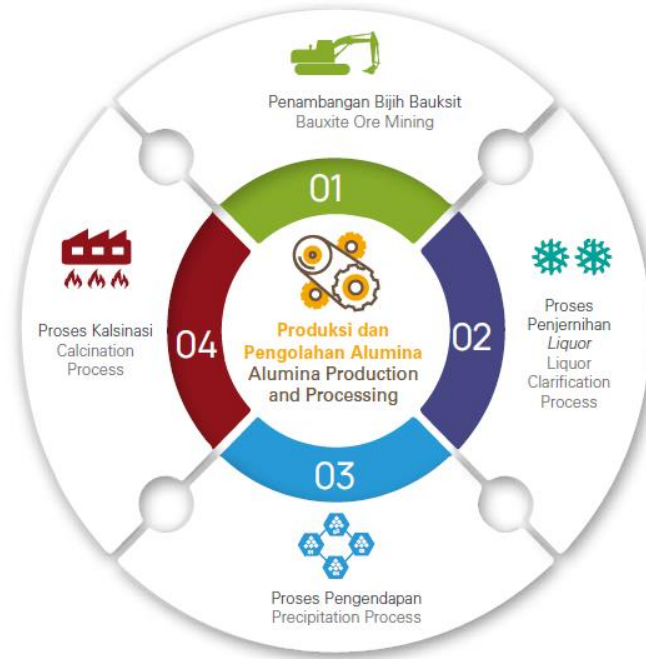 Penambangan Bijih Bauksit
Bauxite Ore Mining
01
Proses
Penjernihan
Liquor
Liquor
Clarification
Process
02
03
Proses Pengendapan
Precipitation Process
Proses Kalsinasi
Calcination
Process
04
Produksi dan
Pengolahan Alumina
Alumina Production
and Processing